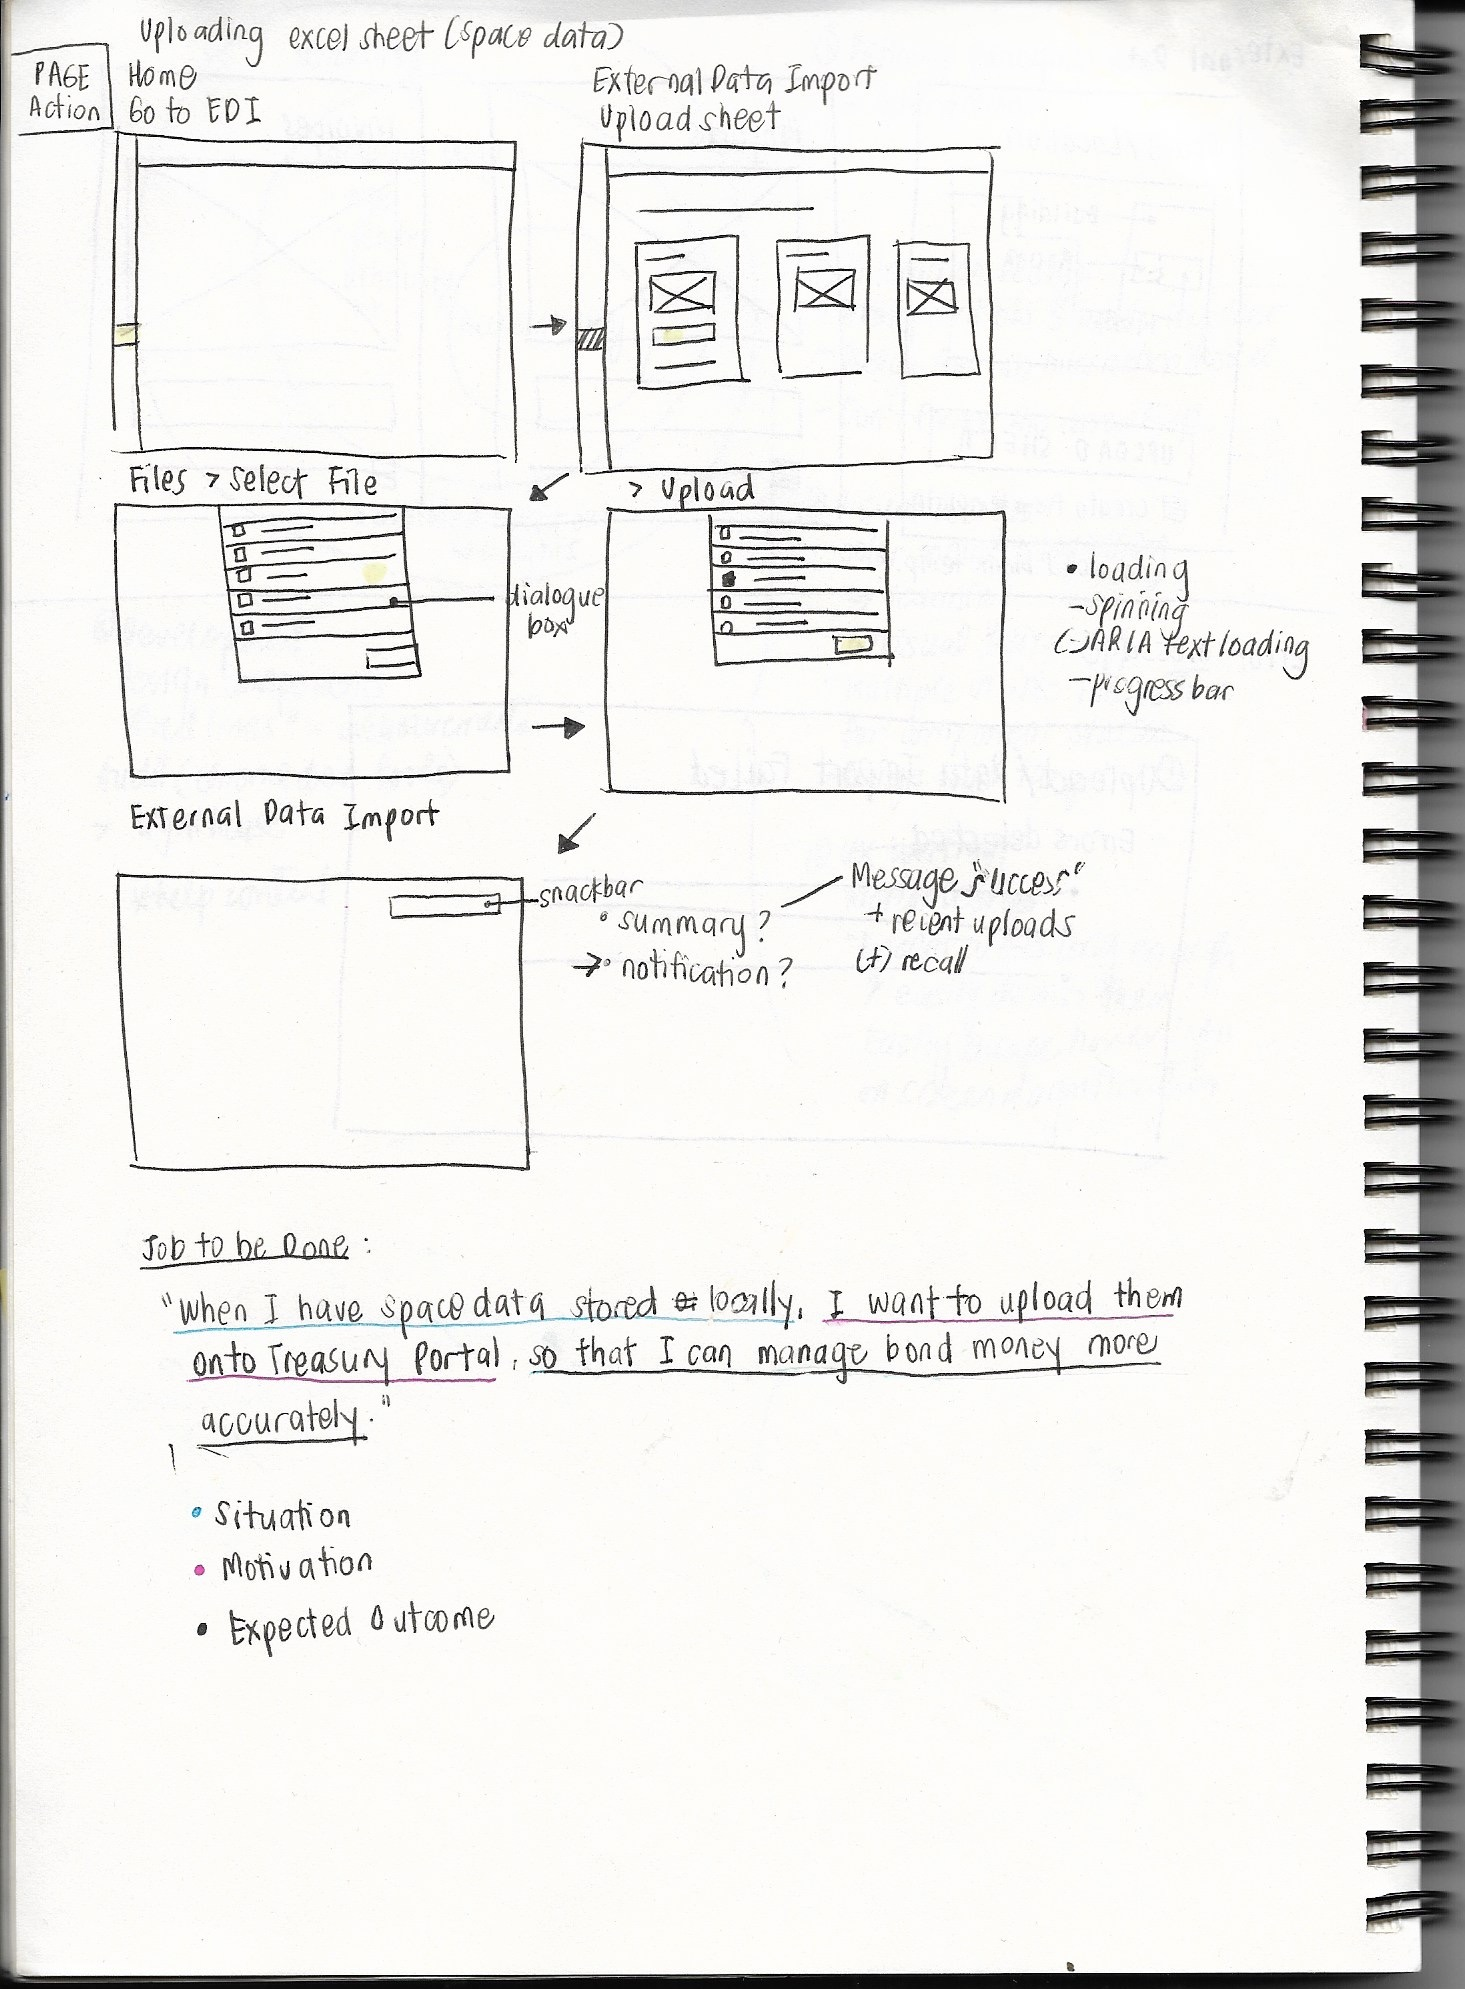 Uploading excel sheet (space data)
PAGE
Action
Home
Go to EDI
External Data Import
Upload sheet
Files > Select File
> Upload
dialogue
box
• loading
- spinning
(-) ARIA text loading
- progress bar
External Data Import
snackbar
• summary?
→• notification?
Message "success"
+ recent uploads
(+) recall
Job to be Done:
"When I have space data stored locally, I want to upload them
onto Treasury Portal, so that I can manage bond money more
accurately."
• Situation
• Motivation
• Expected Outcome